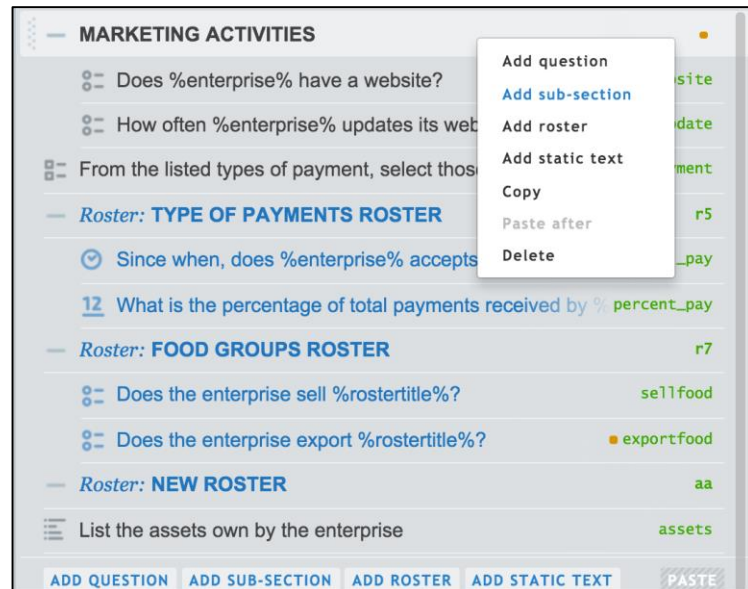 MARKETING ACTIVITIES
Add question
Does %enterprise% have a website? site
Add sub-section
How often %enterprise% updates its web date
Add roster
Add static text
From the listed types of payment, select thos ment
Copy
Roster: TYPE OF PAYMENTS ROSTER r5
Paste after
Delete
Since when, does %enterprise% accepts _pay
12 What is the percentage of total payments received by % percent_pay
Roster: FOOD GROUPS ROSTER r7
Does the enterprise sell %rostertitle%? sellfood
Does the enterprise export %rostertitle%? exportfood
Roster: NEW ROSTER aa
List the assets own by the enterprise assets
ADD QUESTION ADD SUB-SECTION ADD ROSTER ADD STATIC TEXT PASTE